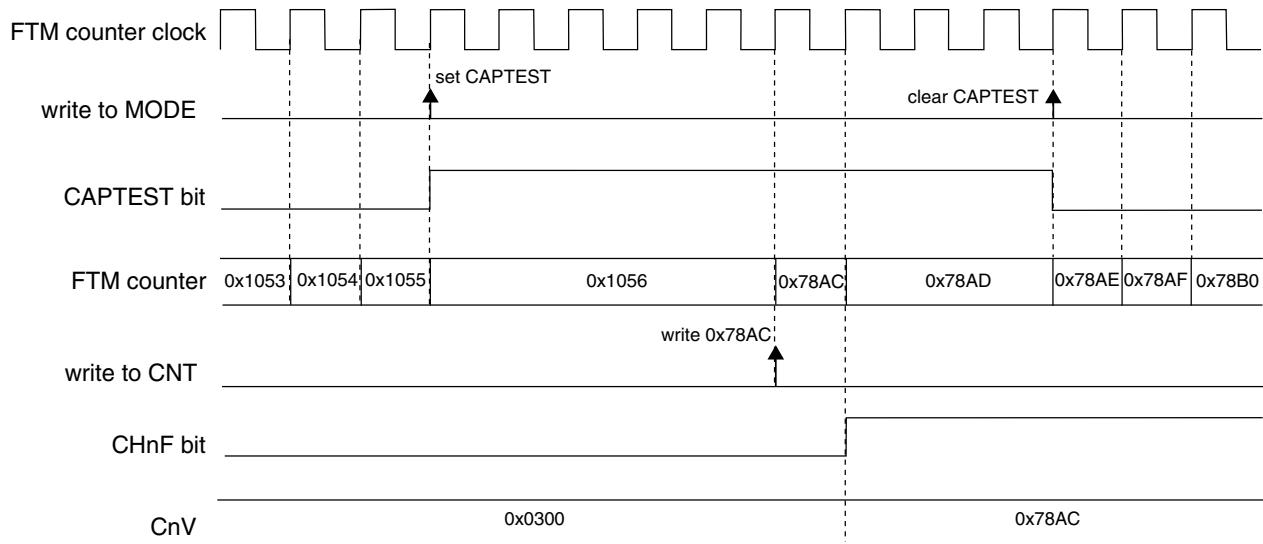 FTM counter clock
set CAPTEST
write to MODE
clear CAPTEST
CAPTEST bit
FTM counter
0x1053 0x1054 0x1055 0x1056 0x78AC 0x78AD 0x78AE 0x78AF 0x78B0
write 0x78AC
write to CNT
CHnF bit
CnV
0x0300 0x78AC